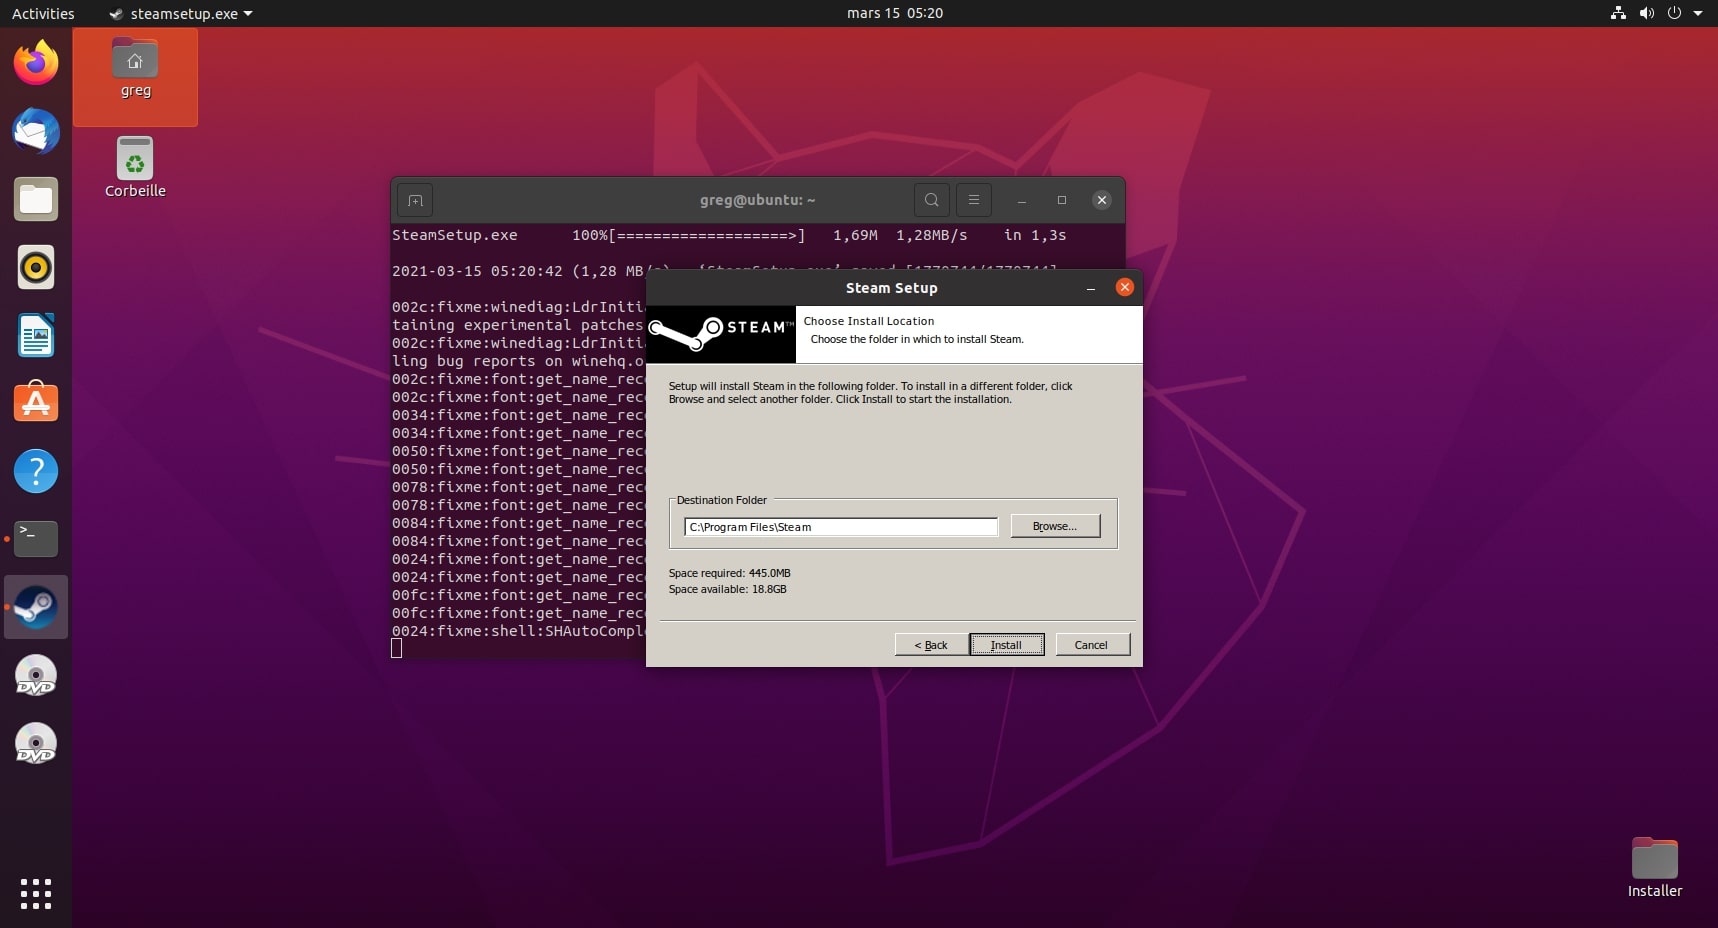 Activities
steamsetup.exe
mars 15 05:20
greg
Corbeille
greg@ubuntu: ~
SteamSetup.exe 100%[===================>] 1,69M 1,28MB/s in 1,3s
2021-03-15 05:20:42 (1,28 MB/s) - ‘SteamSetup.exe’ saved [1770744/1770744]
002c:fixme:winediag:LdrIniti
taining experimental patches
002c:fixme:winediag:LdrIniti
ling bug reports on winehq.o
002c:fixme:font:get_name_rec
002c:fixme:font:get_name_rec
0034:fixme:font:get_name_rec
0034:fixme:font:get_name_rec
0050:fixme:font:get_name_rec
0050:fixme:font:get_name_rec
0078:fixme:font:get_name_rec
0078:fixme:font:get_name_rec
0084:fixme:font:get_name_rec
0084:fixme:font:get_name_rec
0024:fixme:font:get_name_rec
0024:fixme:font:get_name_rec
00fc:fixme:font:get_name_rec
00fc:fixme:font:get_name_rec
0024:fixme:shell:SHAutoCompl
Steam Setup
STEAM™
Choose Install Location
Choose the folder in which to install Steam.
Setup will install Steam in the following folder. To install in a different folder, click
Browse and select another folder. Click Install to start the installation.
Destination Folder
C:\Program Files\Steam
Browse...
Space required: 445.0MB
Space available: 18.8GB
< Back
Install
Cancel
DVD
DVD
Installer